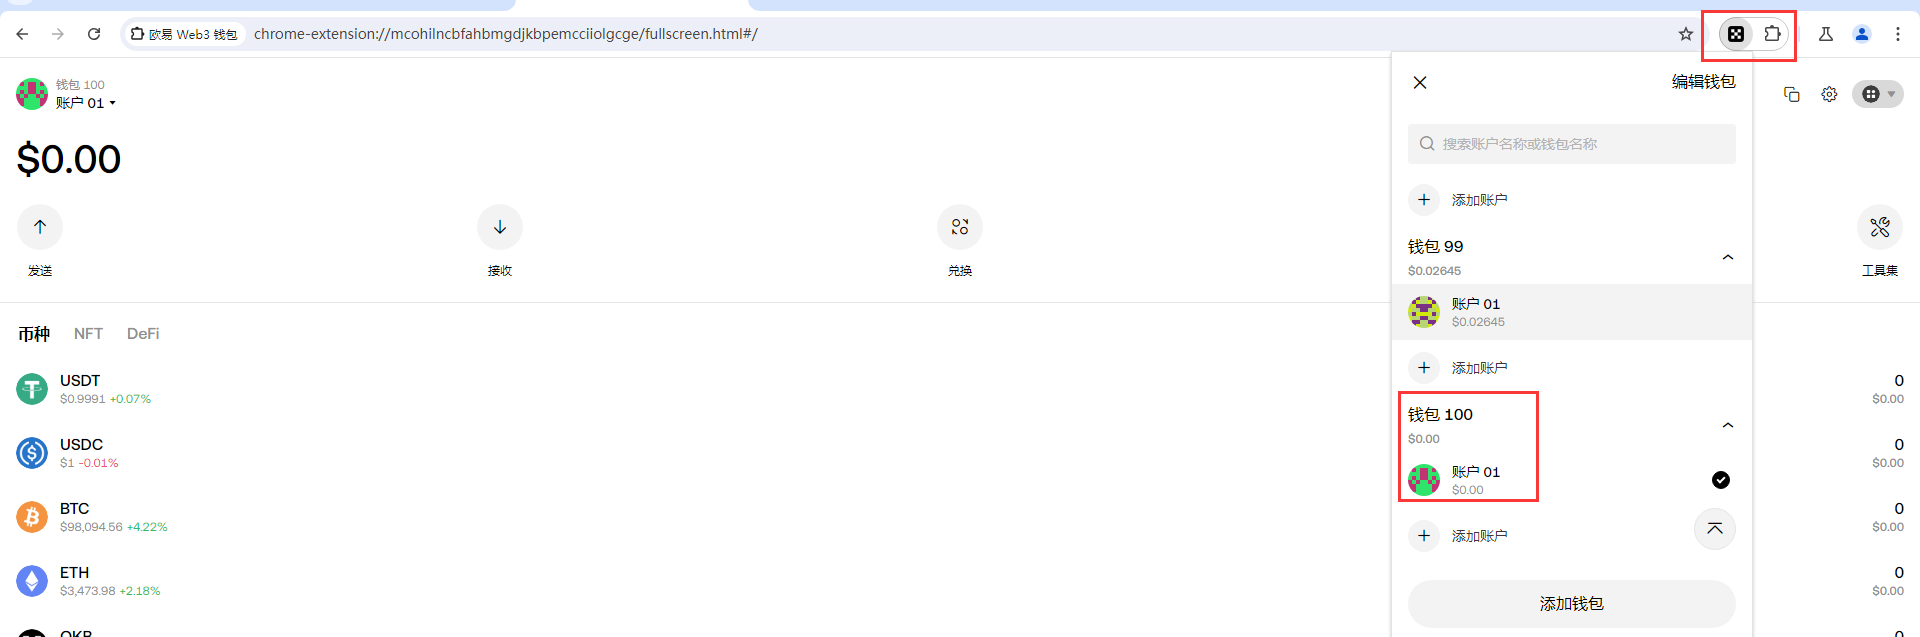 欧易 Web3 钱包
chrome-extension://mcohilncbfahbmgdjkbpemcciiolgcge/fullscreen.html#/
钱包 100
账户 01
$0.00
发送
接收
兑换
工具集
币种 NFT DeFi
USDT
$0.9991 +0.07%
0
$0.00
USDC
$1 -0.01%
0
$0.00
BTC
$98,094.56 +4.22%
0
$0.00
ETH
$3,473.98 +2.18%
0
$0.00
OKB
0
编辑钱包
搜索账户名称或钱包名称
添加账户
钱包 99
$0.02645
账户 01
$0.02645
添加账户
钱包 100
$0.00
账户 01
$0.00
添加账户
添加钱包